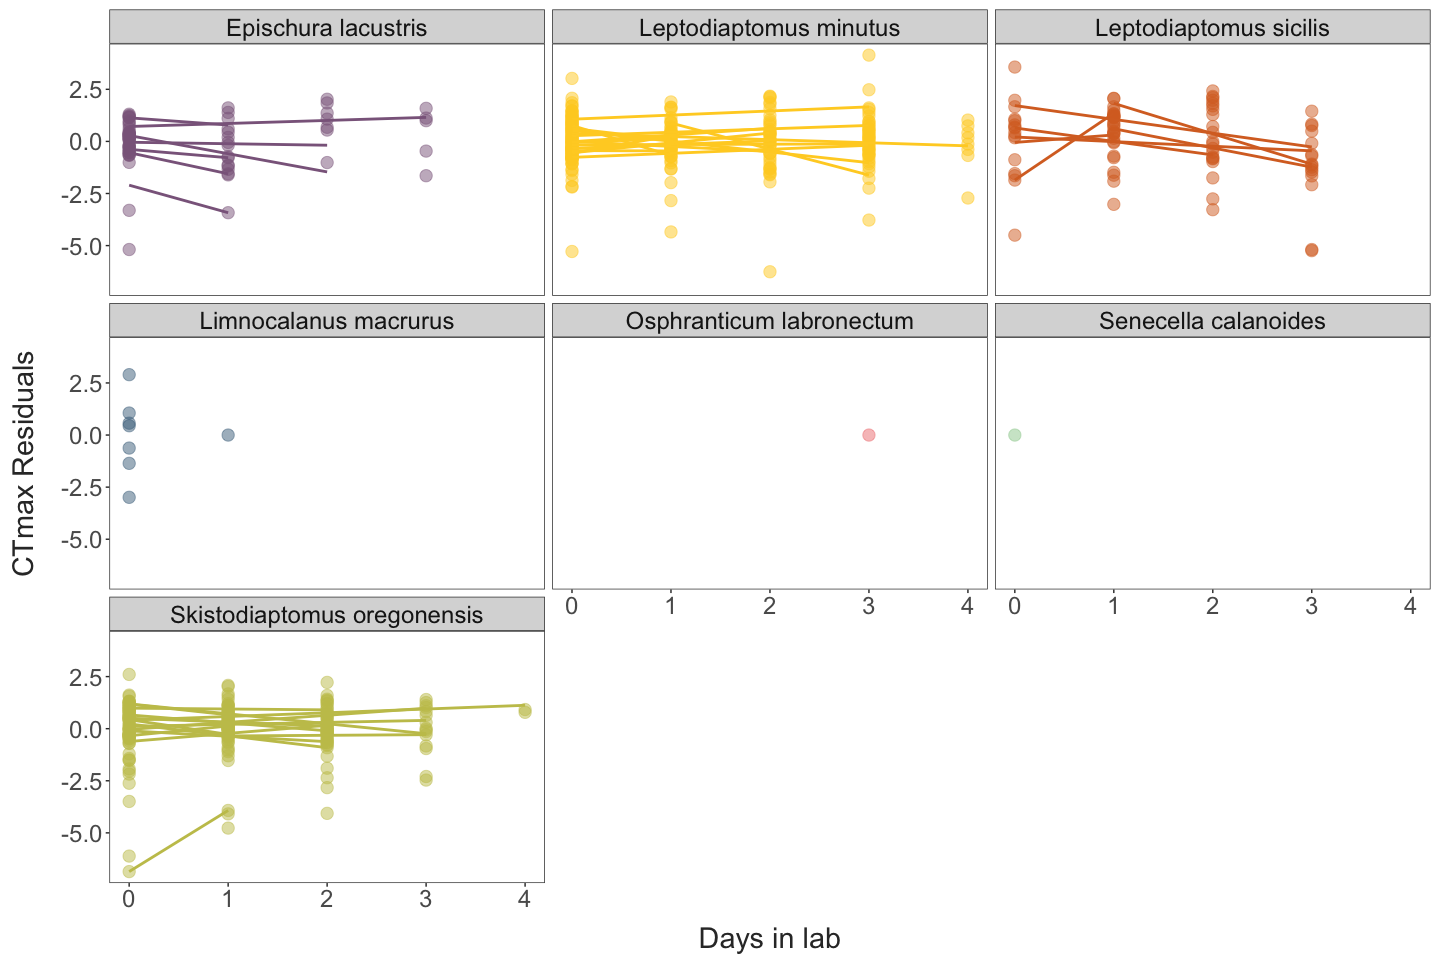 Epischura lacustris
Leptodiaptomus minutus
Leptodiaptomus sicilis
2.5
0.0
-2.5
-5.0
Limnocalanus macrurus
Osphranticum labronectum
Senecella calanoides
2.5
0.0
-2.5
-5.0
0 1 2 3 4
0 1 2 3 4
Skistodiaptomus oregonensis
2.5
0.0
-2.5
-5.0
0 1 2 3 4
CTmax Residuals
Days in lab